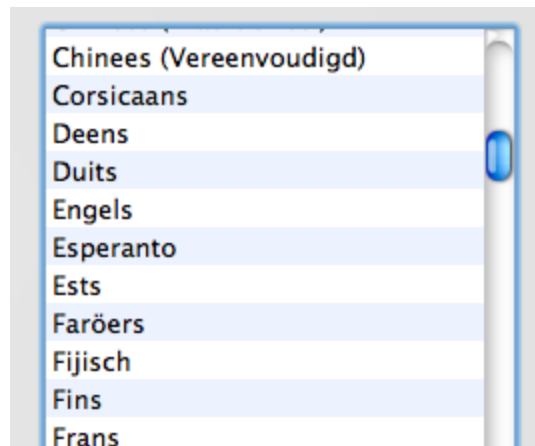 Chinees (Vereenvoudigd)
Corsicaans
Deens
Duits
Engels
Esperanto
Ests
Faröers
Fijisch
Fins
Frans